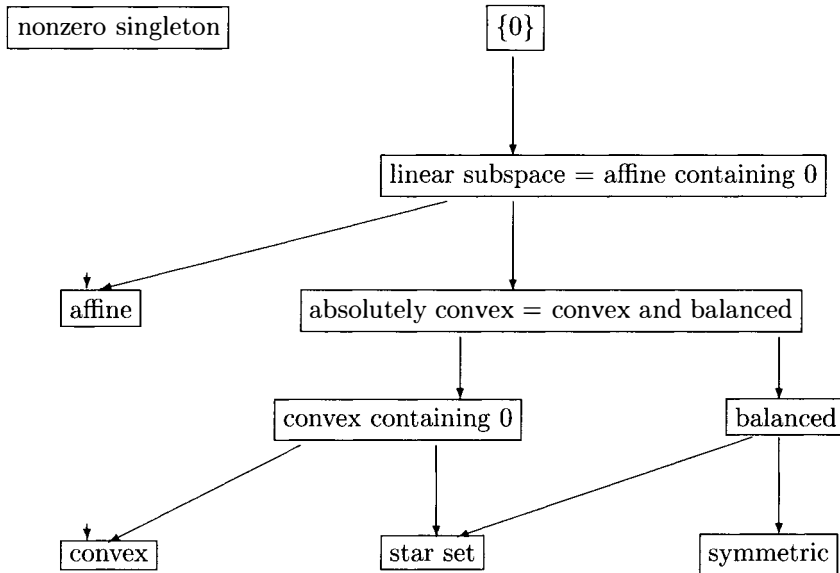 nonzero singleton
{0}
linear subspace = affine containing 0
affine
absolutely convex = convex and balanced
convex containing 0
balanced
convex
star set
symmetric